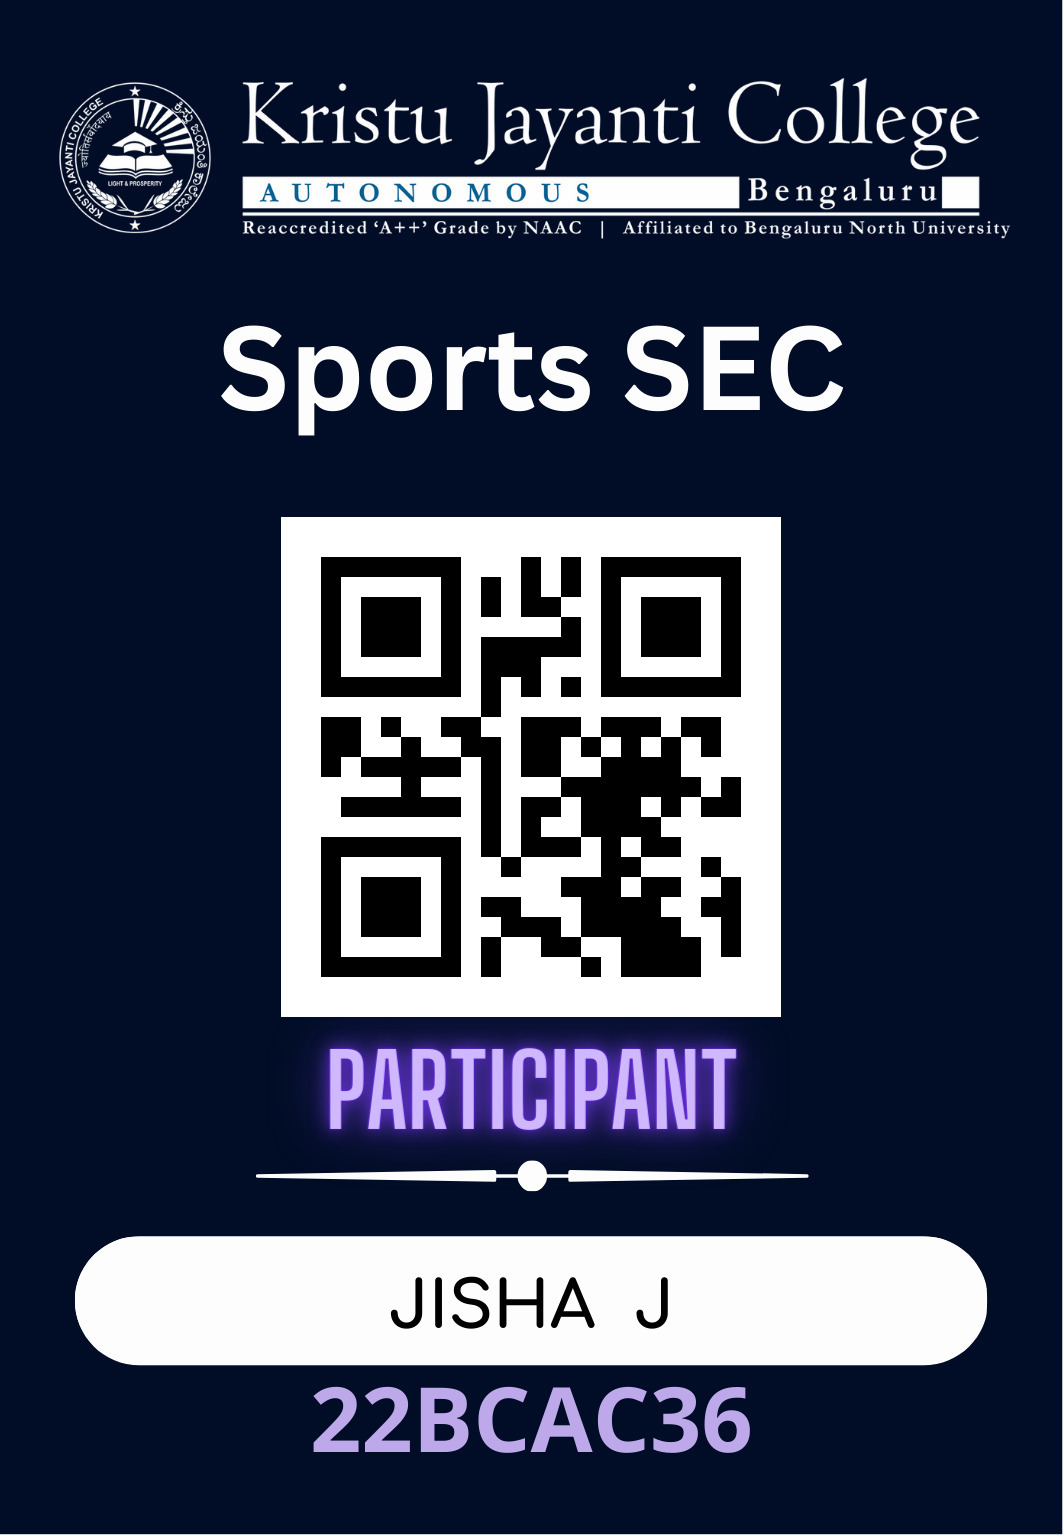 Kristu Jayanti College
AUTONOMOUS Bengaluru
Reaccredited ‘A++’ Grade by NAAC | Affiliated to Bengaluru North University
KRISTU JAYANTI COLLEGE
ಕ್ರಿಸ್ತು ಜಯಂತಿ ಕಾಲೇಜು
LIGHT & PROSPERITY
Sports SEC
PARTICIPANT
JISHA J
22BCAC36